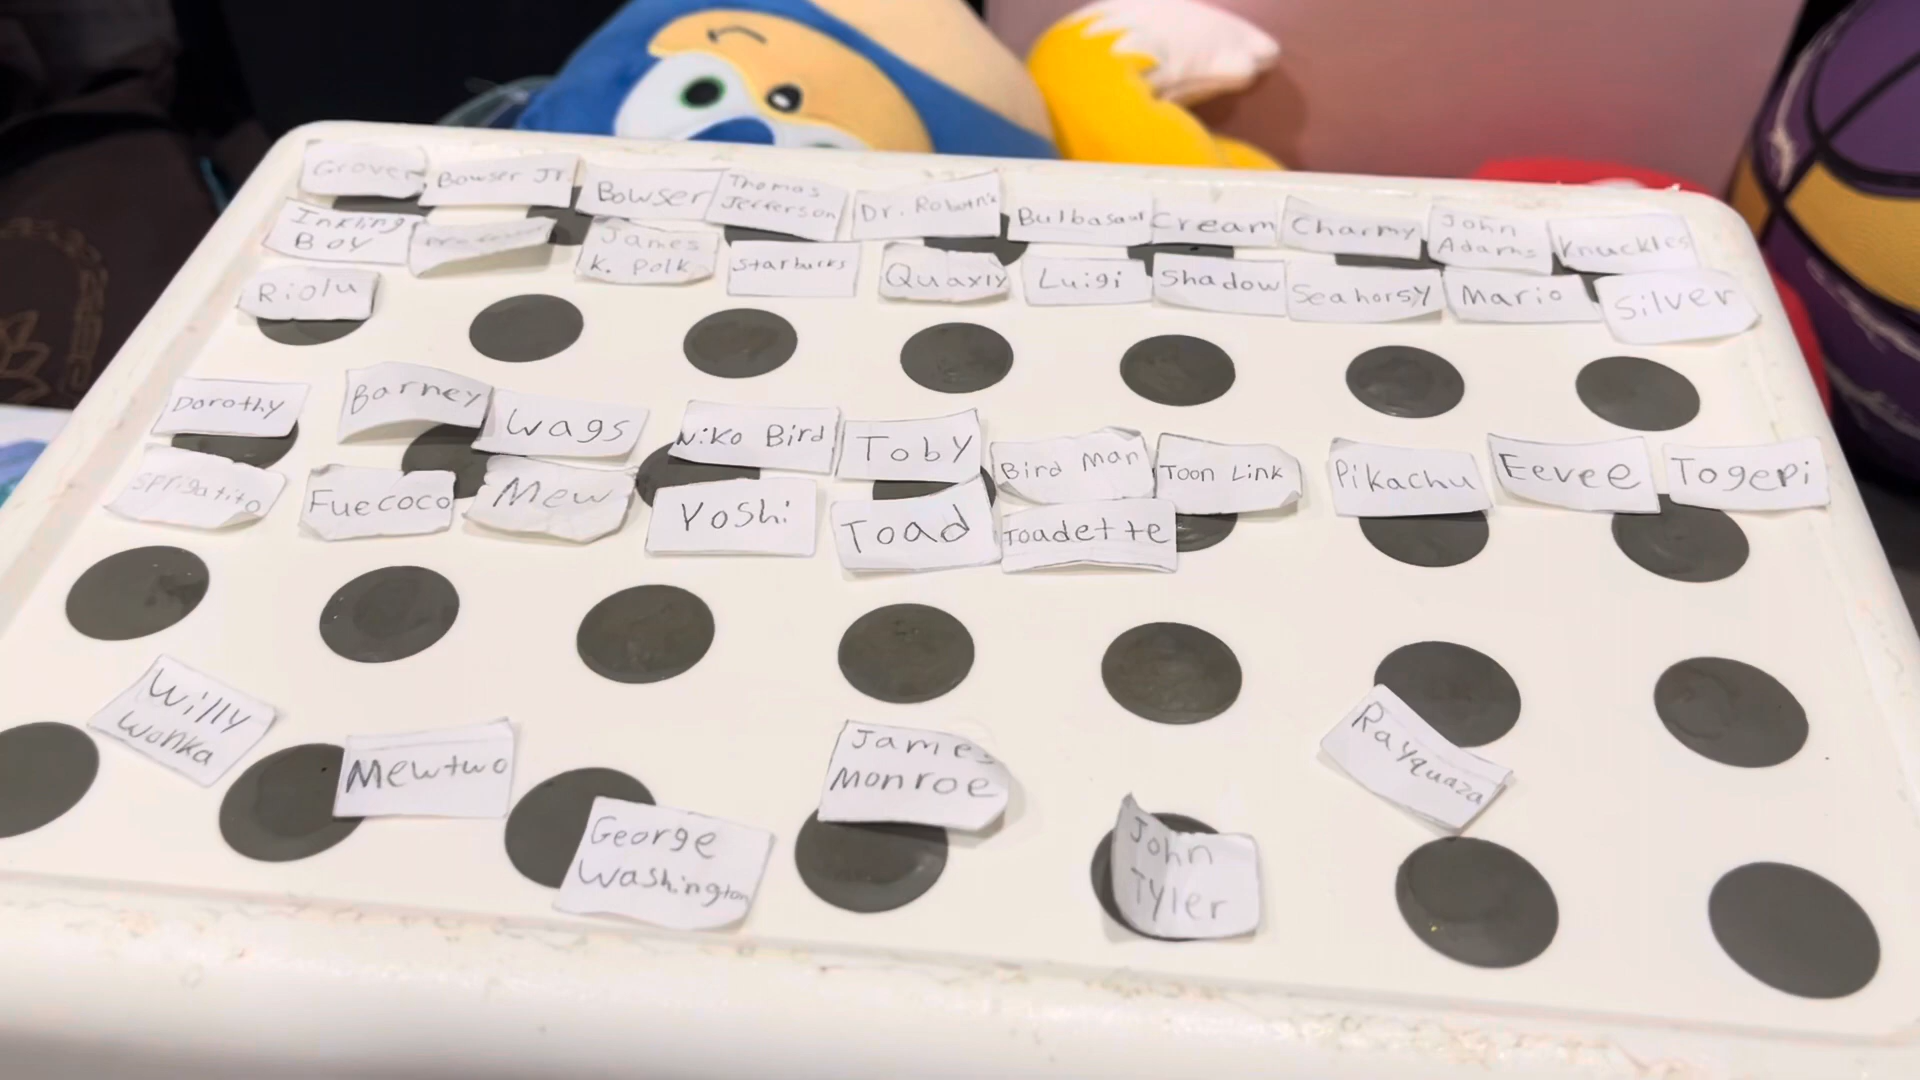 Grover
Bowser Jr.
Bowser
Thomas
Jefferson
Dr. Robotnik
Bulbasaur
Cream
Charmy
John
Adams
Knuckles
Inkling
Boy
James
K. Polk
Starbucks
Quaxly
Luigi
Shadow
Seahorsy
Mario
Silver
Riolu
Dorothy
Barney
Wags
Niko Bird
Toby
Bird Man
Toon Link
Pikachu
Eevee
Togepi
Sprigatito
Fuecoco
Mew
Yoshi
Toad
Toadette
Willy
Wonka
Mewtwo
George
Washington
James
Monroe
John
Tyler
Rayquaza